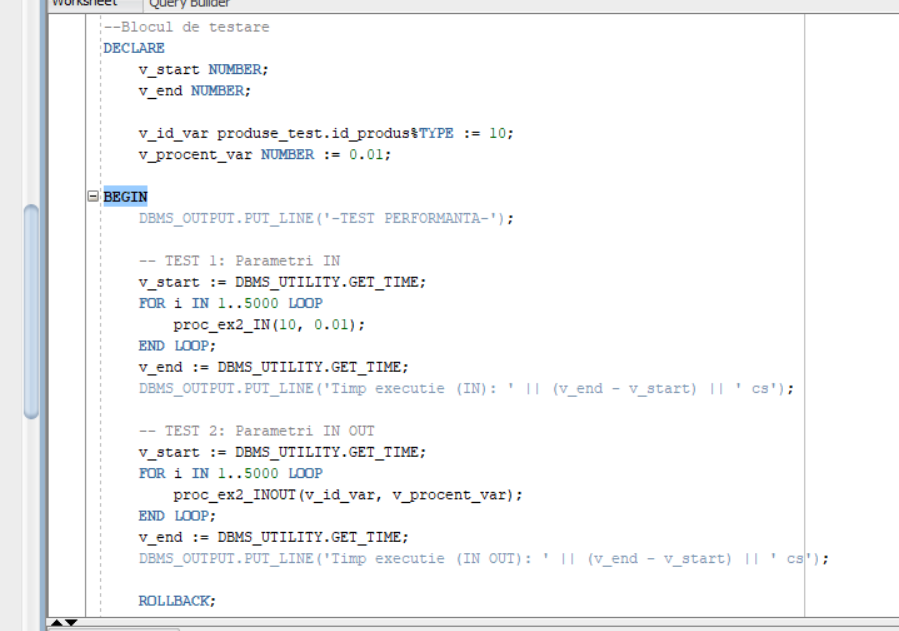 Worksheet Query Builder
--Blocul de testare
DECLARE
v_start NUMBER;
v_end NUMBER;
v_id_var produse_test.id_produs%TYPE := 10;
v_procent_var NUMBER := 0.01;
BEGIN
DBMS_OUTPUT.PUT_LINE('-TEST PERFORMANTA-');
-- TEST 1: Parametri IN
v_start := DBMS_UTILITY.GET_TIME;
FOR i IN 1..5000 LOOP
proc_ex2_IN(10, 0.01);
END LOOP;
v_end := DBMS_UTILITY.GET_TIME;
DBMS_OUTPUT.PUT_LINE('Timp executie (IN): ' || (v_end - v_start) || ' cs');
-- TEST 2: Parametri IN OUT
v_start := DBMS_UTILITY.GET_TIME;
FOR i IN 1..5000 LOOP
proc_ex2_INOUT(v_id_var, v_procent_var);
END LOOP;
v_end := DBMS_UTILITY.GET_TIME;
DBMS_OUTPUT.PUT_LINE('Timp executie (IN OUT): ' || (v_end - v_start) || ' cs');
ROLLBACK;